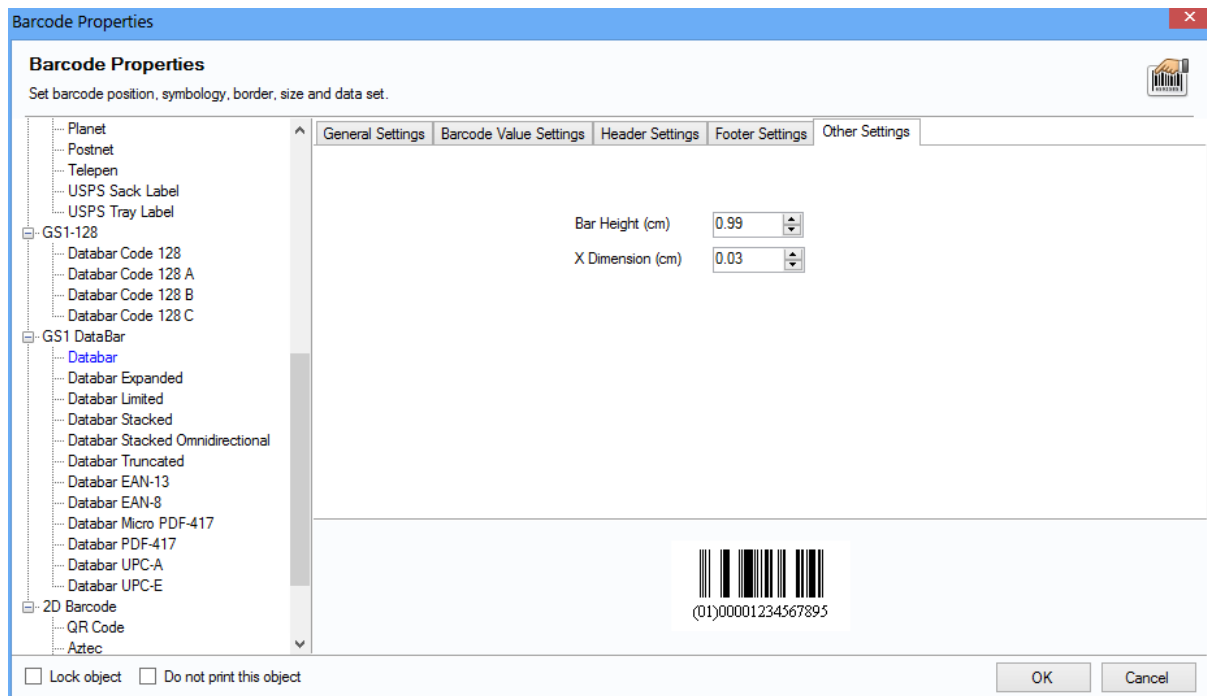 Barcode Properties
Barcode Properties
Set barcode position, symbology, border, size and data set.
Planet
Postnet
Telepen
USPS Sack Label
USPS Tray Label
GS1-128
Databar Code 128
Databar Code 128 A
Databar Code 128 B
Databar Code 128 C
GS1 DataBar
Databar
Databar Expanded
Databar Limited
Databar Stacked
Databar Stacked Omnidirectional
Databar Truncated
Databar EAN-13
Databar EAN-8
Databar Micro PDF-417
Databar PDF-417
Databar UPC-A
Databar UPC-E
2D Barcode
QR Code
Aztec
General Settings Barcode Value Settings Header Settings Footer Settings Other Settings
Bar Height (cm) 0.99
X Dimension (cm) 0.03
(01)00001234567895
Lock object Do not print this object OK Cancel